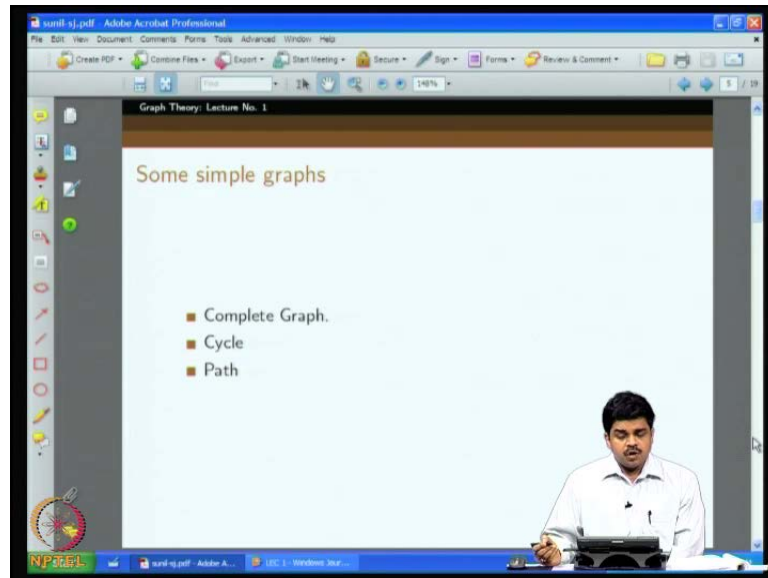 sunil-sj.pdf - Adobe Acrobat Professional
File Edit View Document Comments Forms Tools Advanced Window Help
Create PDF Combine Files Export Start Meeting Secure Sign Forms Review & Comment
Find 148% 5 / 19
Graph Theory: Lecture No. 1
Some simple graphs
Complete Graph.
Cycle
Path
NPTEL
sunil-sj.pdf - Adobe A... LEC 1 - Windows Jour...